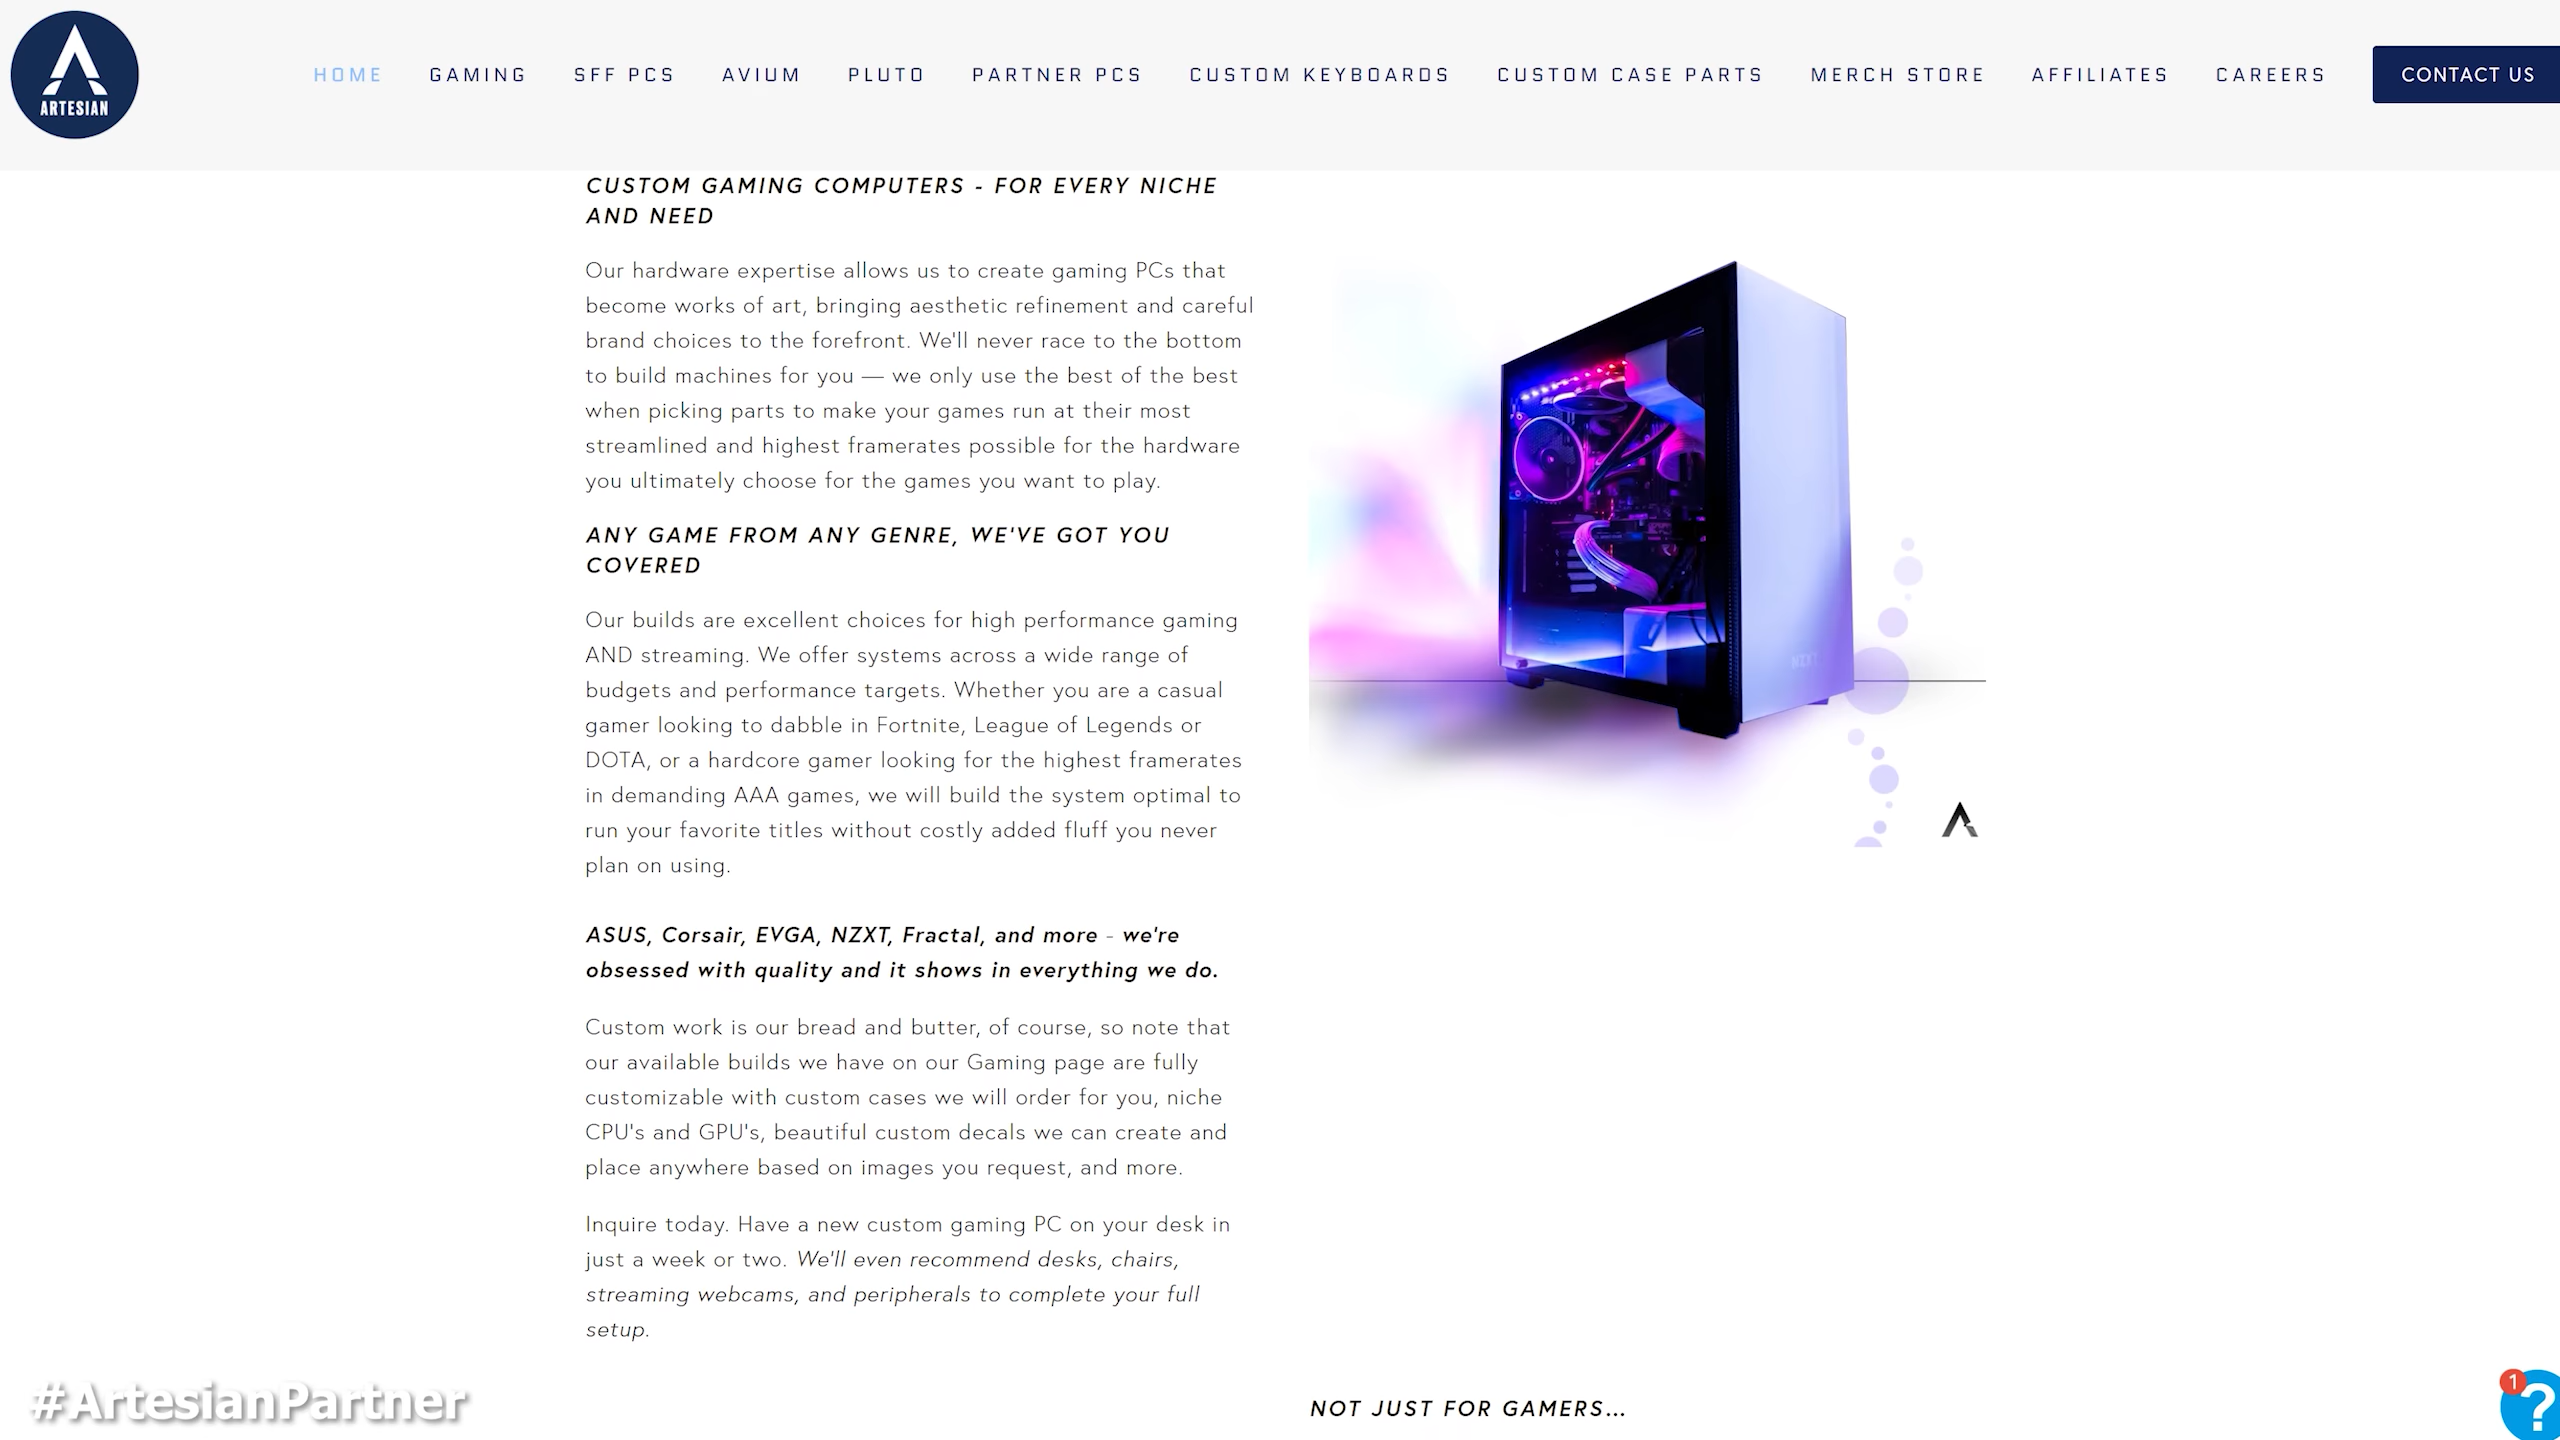 ARTESIAN
HOME GAMING SFF PCS AVIUM PLUTO PARTNER PCS CUSTOM KEYBOARDS CUSTOM CASE PARTS MERCH STORE AFFILIATES CAREERS CONTACT US
CUSTOM GAMING COMPUTERS - FOR EVERY NICHE
AND NEED
Our hardware expertise allows us to create gaming PCs that
become works of art, bringing aesthetic refinement and careful
brand choices to the forefront. We'll never race to the bottom
to build machines for you — we only use the best of the best
when picking parts to make your games run at their most
streamlined and highest framerates possible for the hardware
you ultimately choose for the games you want to play.
ANY GAME FROM ANY GENRE, WE'VE GOT YOU
COVERED
Our builds are excellent choices for high performance gaming
AND streaming. We offer systems across a wide range of
budgets and performance targets. Whether you are a casual
gamer looking to dabble in Fortnite, League of Legends or
DOTA, or a hardcore gamer looking for the highest framerates
in demanding AAA games, we will build the system optimal to
run your favorite titles without costly added fluff you never
plan on using.
ASUS, Corsair, EVGA, NZXT, Fractal, and more - we're
obsessed with quality and it shows in everything we do.
Custom work is our bread and butter, of course, so note that
our available builds we have on our Gaming page are fully
customizable with custom cases we will order for you, niche
CPU's and GPU's, beautiful custom decals we can create and
place anywhere based on images you request, and more.
Inquire today. Have a new custom gaming PC on your desk in
just a week or two. We'll even recommend desks, chairs,
streaming webcams, and peripherals to complete your full
setup.
NZXT
NOT JUST FOR GAMERS...
#ArtesianPartner
1
?